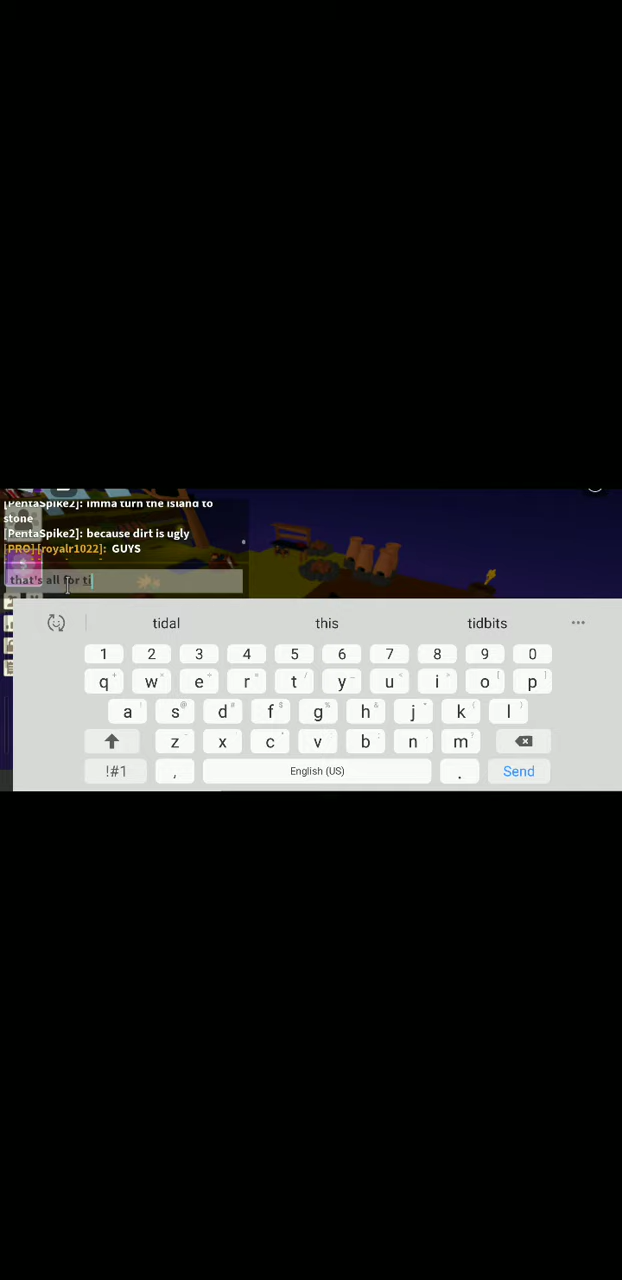 [PentaSpike2]: imma turn the island to
stone
[PentaSpike2]: because dirt is ugly
[PRO] [royalr1022]: GUYS
that's all for ti
tidal this tidbits
1 2 3 4 5 6 7 8 9 0
q w e r t y u i o p
a s d f g h j k l
z x c v b n m
!#1 , English (US) . Send